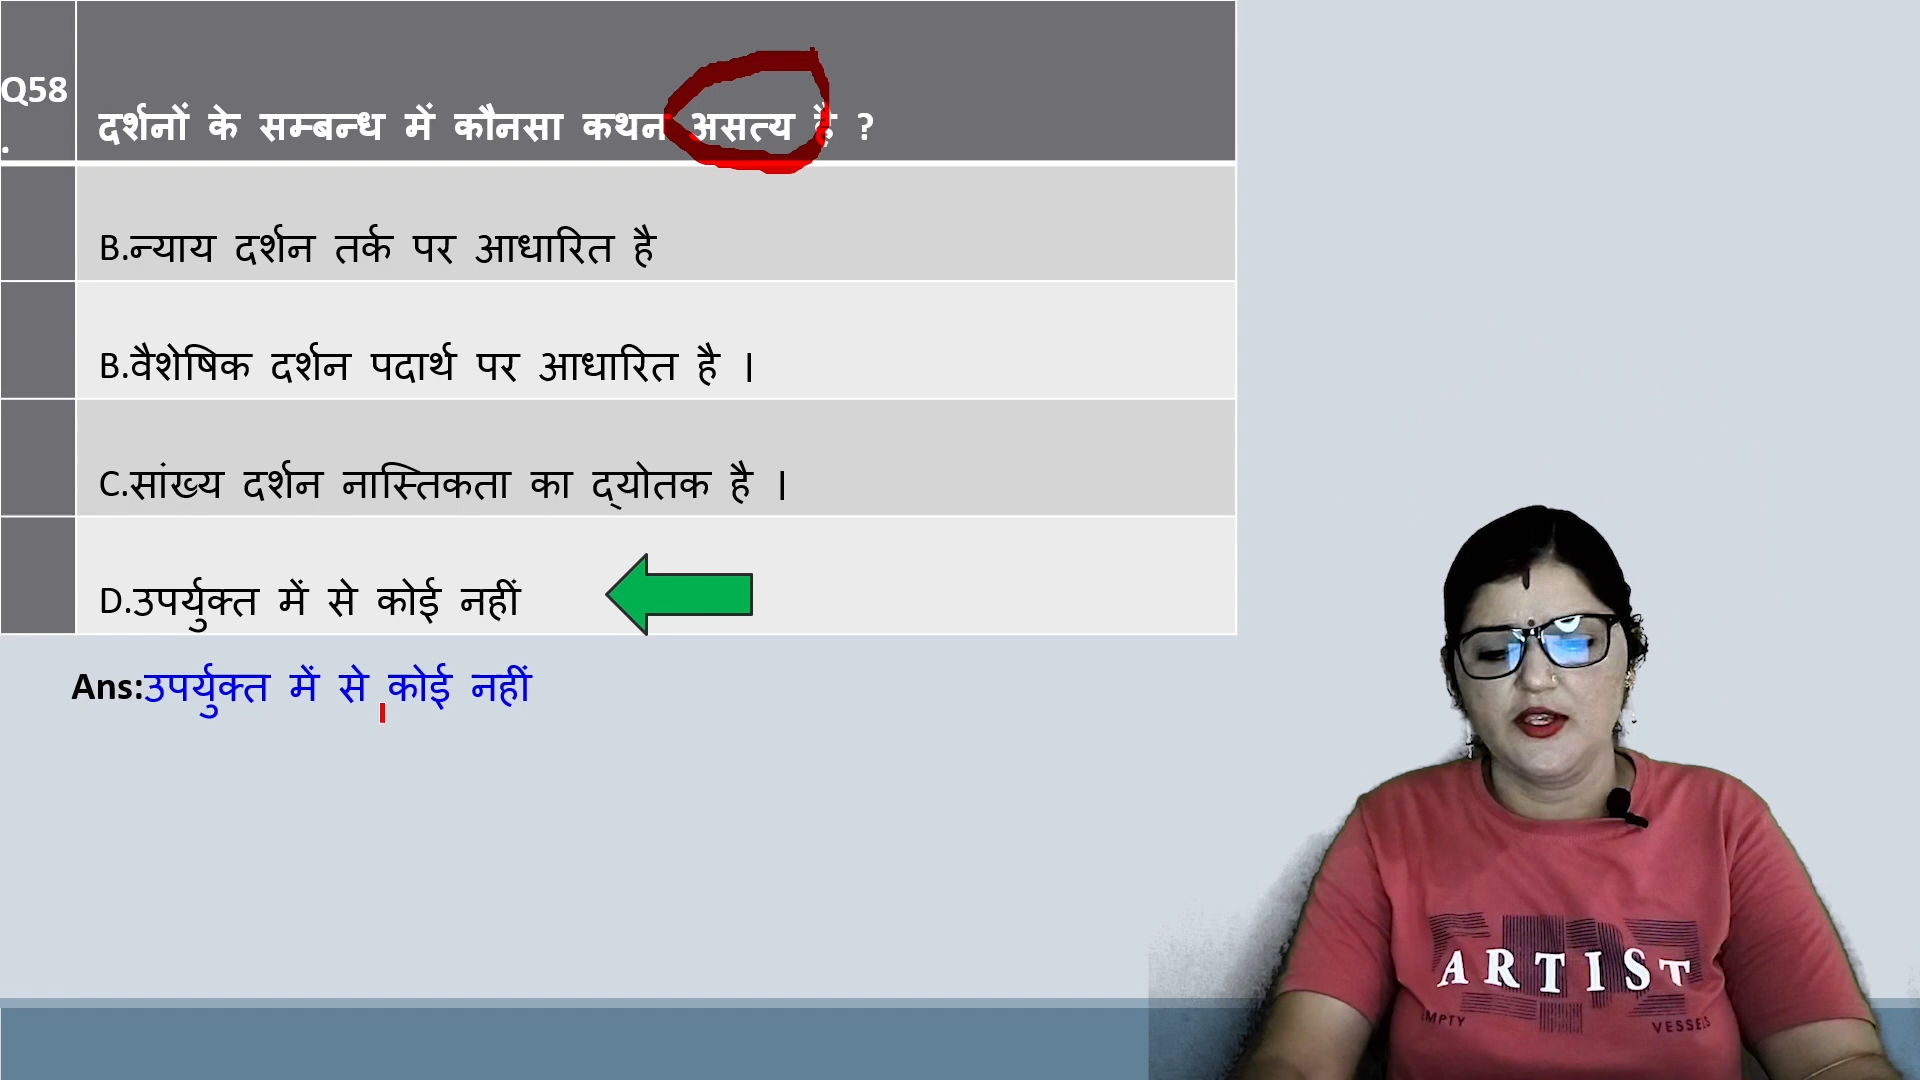 Q58
.
दर्शनों के सम्बन्ध में कौनसा कथन असत्य है ?
B.न्याय दर्शन तर्क पर आधारित है
B.वैशेषिक दर्शन पदार्थ पर आधारित है ।
C.सांख्य दर्शन नास्तिकता का द्‌योतक है ।
D.उपर्युक्त में से कोई नहीं
Ans:उपर्युक्त में से कोई नहीं
ARTIST
EMPTY VESSELS